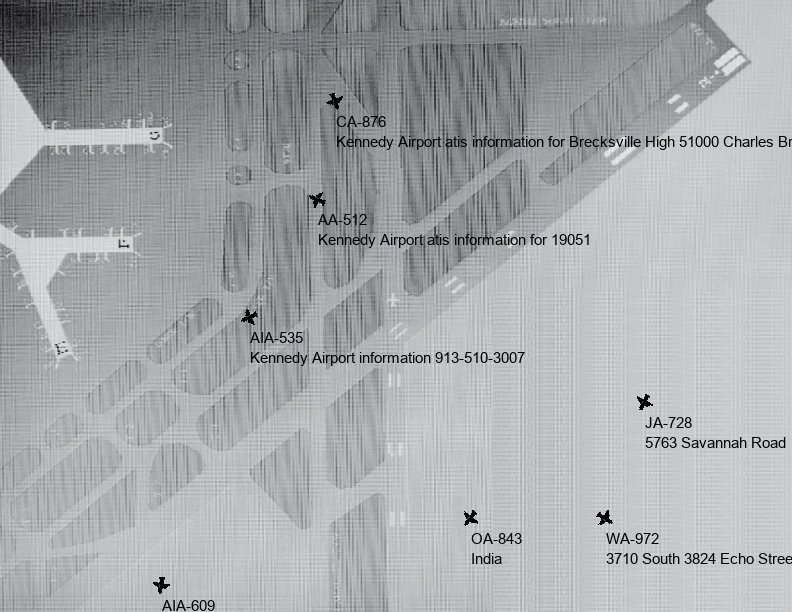 G
CA-876
Kennedy Airport atis information for Brecksville High 51000 Charles Br
AA-512
Kennedy Airport atis information for 19051
F
AIA-535
Kennedy Airport information 913-510-3007
JA-728
5763 Savannah Road
OA-843
India
WA-972
3710 South 3824 Echo Stree
AIA-609